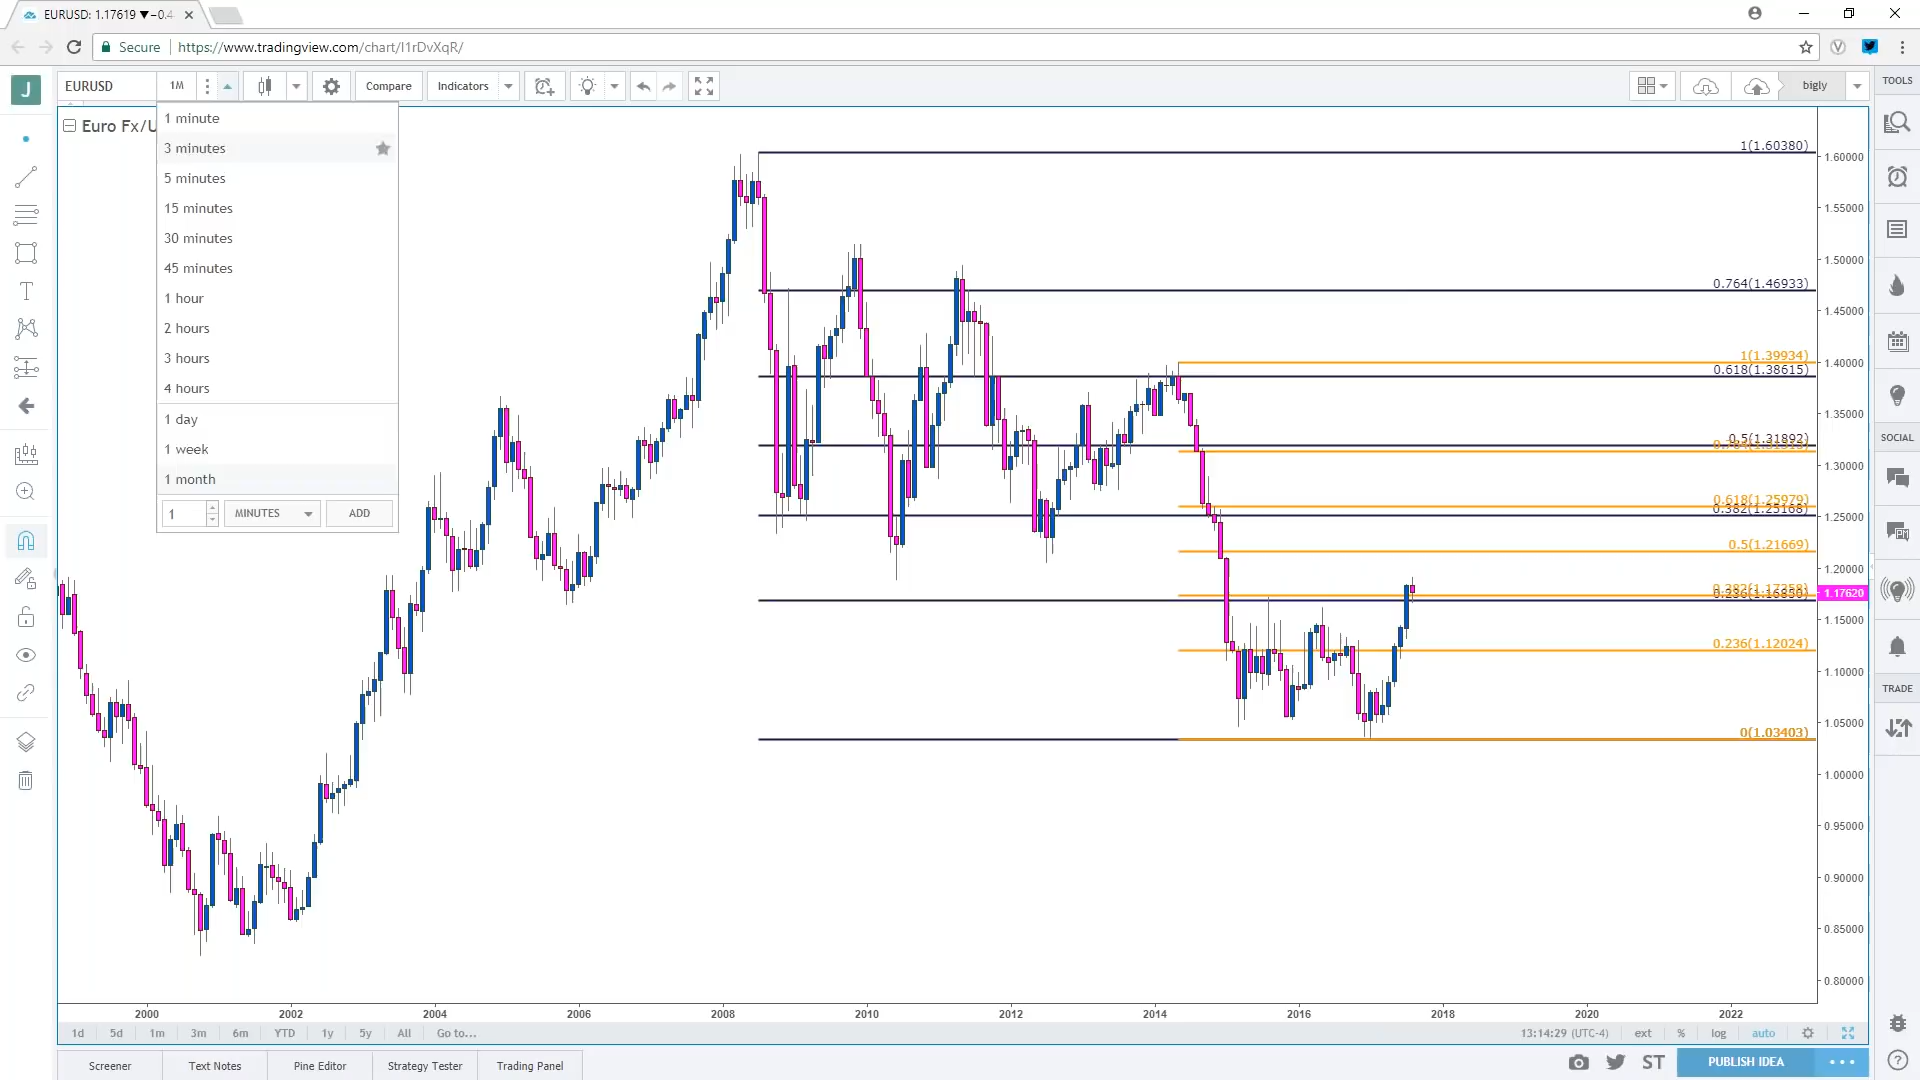 EURUSD: 1.17619 ▼−0.4
Secure
https://www.tradingview.com/chart/I1rDvXqR/
J
EURUSD
1M
Compare
Indicators
bigly
TOOLS
Euro Fx/U
1 minute
3 minutes
5 minutes
15 minutes
30 minutes
45 minutes
1 hour
2 hours
3 hours
4 hours
1 day
1 week
1 month
1
MINUTES
ADD
1(1.60380)
0.764(1.46933)
1(1.39934)
0.618(1.38615)
0.5(1.31892)
0.618(1.25979)
0.382(1.25168)
0.5(1.21669)
0.382(1.17358)
0.236(1.16850)
0.236(1.12024)
0(1.03403)
1.60000
1.55000
1.50000
1.45000
1.40000
1.35000
1.30000
1.25000
1.20000
1.17620
1.15000
1.10000
1.05000
1.00000
0.95000
0.90000
0.85000
0.80000
SOCIAL
TRADE
T
2000
2002
2004
2006
2008
2010
2012
2014
2016
2018
2020
2022
1d
5d
1m
3m
6m
YTD
1y
5y
All
Go to...
13:14:29 (UTC-4)
ext
%
log
auto
Screener
Text Notes
Pine Editor
Strategy Tester
Trading Panel
ST
PUBLISH IDEA